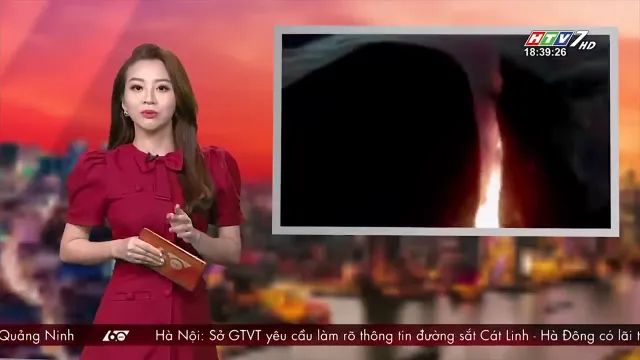 HTV7 HD
18:39:26
Quảng Ninh 60 Hà Nội: Sở GTVT yêu cầu làm rõ thông tin đường sắt Cát Linh - Hà Đông có lãi t